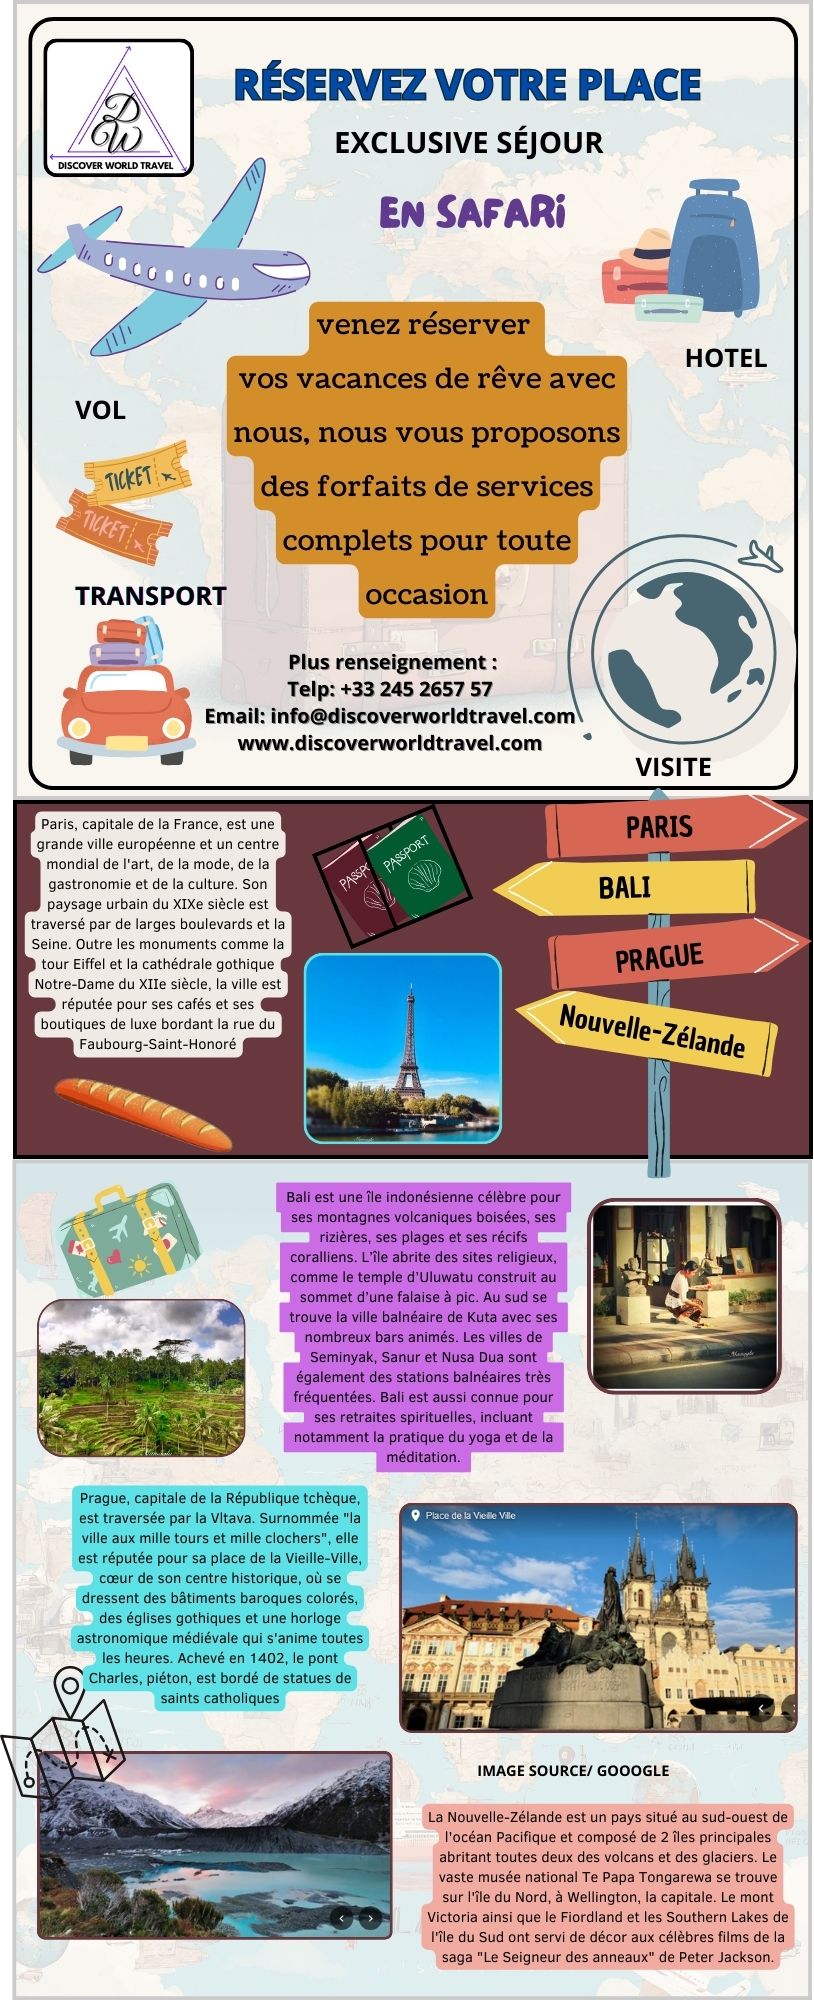 DW
DISCOVER WORLD TRAVEL
RÉSERVEZ VOTRE PLACE
EXCLUSIVE SÉJOUR
En SAFARi
HOTEL
venez réserver
vos vacances de rêve avec
nous, nous vous proposons
des forfaits de services
complets pour toute
occasion
VOL
TICKET
TICKET
TRANSPORT
Plus renseignement :
Telp: +33 245 2657 57
Email: info@discoverworldtravel.com
www.discoverworldtravel.com
VISITE
Paris, capitale de la France, est une
grande ville européenne et un centre
mondial de l'art, de la mode, de la
gastronomie et de la culture. Son
paysage urbain du XIXe siècle est
traversé par de larges boulevards et la
Seine. Outre les monuments comme la
tour Eiffel et la cathédrale gothique
Notre-Dame du XIIe siècle, la ville est
réputée pour ses cafés et ses
boutiques de luxe bordant la rue du
Faubourg-Saint-Honoré
PASSPORT
PARIS
BALI
PRAGUE
Nouvelle-Zélande
Bali est une île indonésienne célèbre pour
ses montagnes volcaniques boisées, ses
rizières, ses plages et ses récifs
coralliens. L'île abrite des sites religieux,
comme le temple d'Uluwatu construit au
sommet d'une falaise à pic. Au sud se
trouve la ville balnéaire de Kuta avec ses
nombreux bars animés. Les villes de
Seminyak, Sanur et Nusa Dua sont
également des stations balnéaires très
fréquentées. Bali est aussi connue pour
ses retraites spirituelles, incluant
notamment la pratique du yoga et de la
méditation.
Prague, capitale de la République tchèque,
est traversée par la Vltava. Surnommée "la
ville aux mille tours et mille clochers", elle
est réputée pour sa place de la Vieille-Ville,
cœur de son centre historique, où se
dressent des bâtiments baroques colorés,
des églises gothiques et une horloge
astronomique médiévale qui s'anime toutes
les heures. Achevé en 1402, le pont
Charles, piéton, est bordé de statues de
saints catholiques
Place de la Vieille Ville
IMAGE SOURCE/ GOOOGLE
La Nouvelle-Zélande est un pays situé au sud-ouest de
l'océan Pacifique et composé de 2 îles principales
abritant toutes deux des volcans et des glaciers. Le
vaste musée national Te Papa Tongarewa se trouve
sur l'île du Nord, à Wellington, la capitale. Le mont
Victoria ainsi que le Fiordland et les Southern Lakes de
l'île du Sud ont servi de décor aux célèbres films de la
saga "Le Seigneur des anneaux" de Peter Jackson.